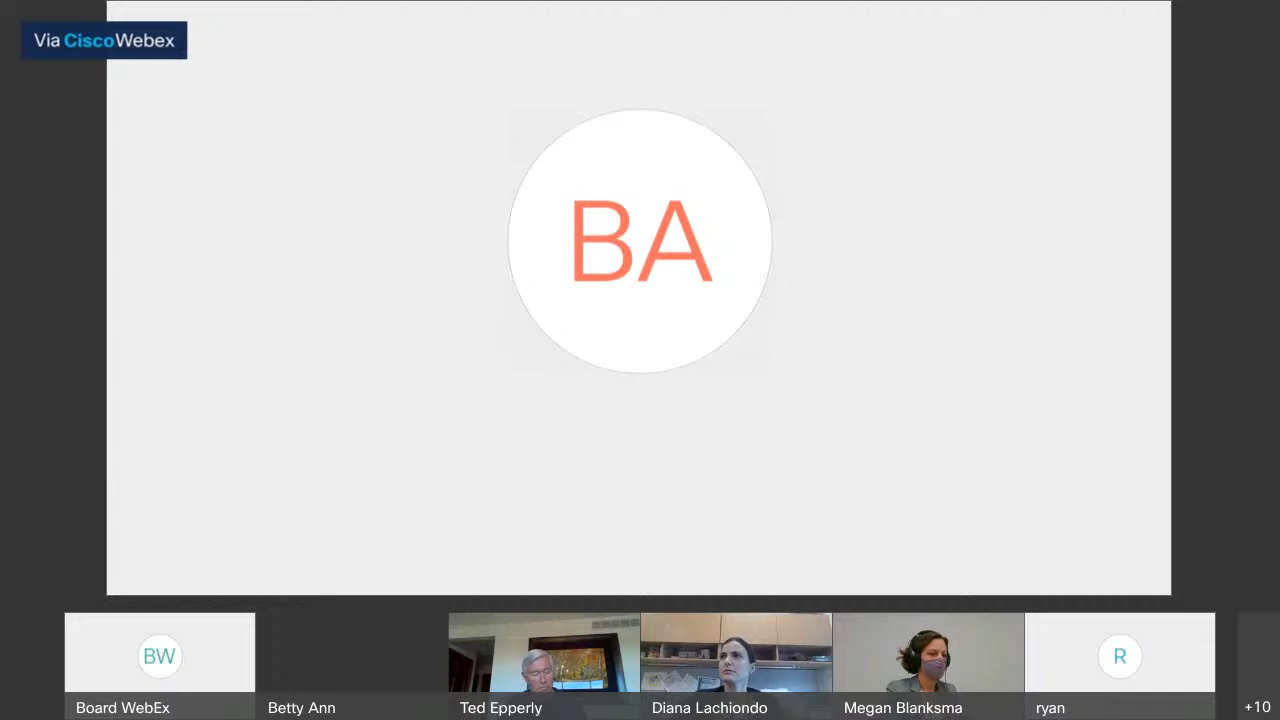 Via CiscoWebex
BA
BW
R
Board WebEx
Betty Ann
Ted Epperly
Diana Lachiondo
Megan Blanksma
ryan
+10